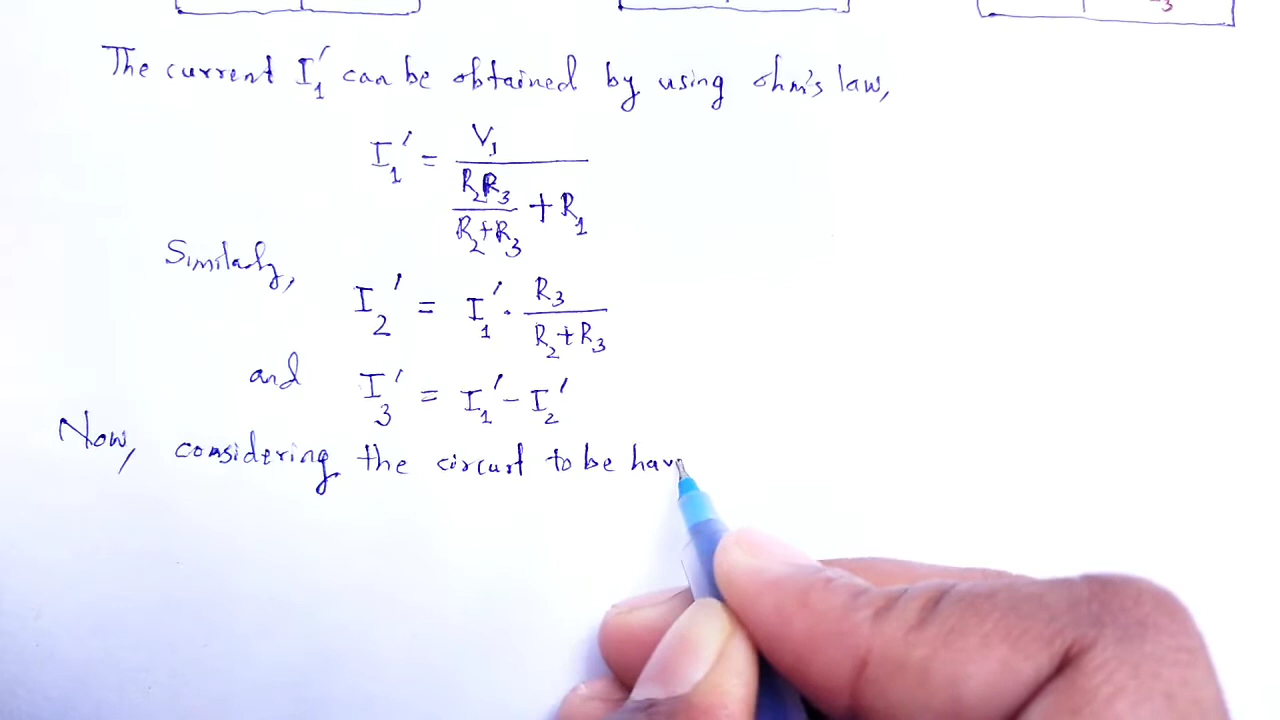 3
The current I₁′ can be obtained by using ohm's law,
I₁′ = V₁ / (R₂R₃ / (R₂+R₃) + R₁)
Similarly,
I₂′ = I₁′ · R₃ / (R₂+R₃)
and I₃′ = I₁′ - I₂′
Now, considering the circuit to be hav